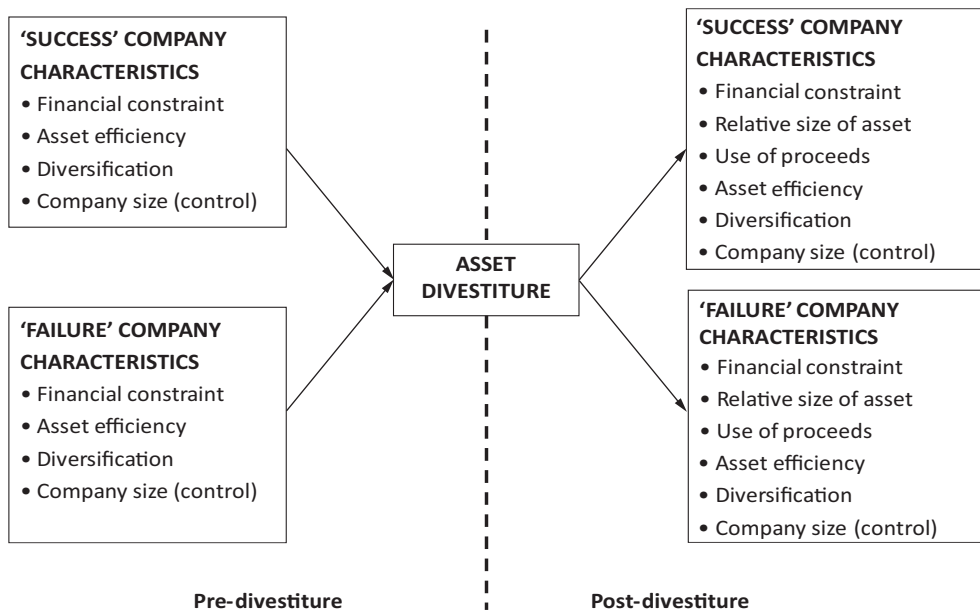 ‘SUCCESS’ COMPANY
CHARACTERISTICS
• Financial constraint
• Asset efficiency
• Diversification
• Company size (control)
‘FAILURE’ COMPANY
CHARACTERISTICS
• Financial constraint
• Asset efficiency
• Diversification
• Company size (control)
ASSET
DIVESTITURE
‘SUCCESS’ COMPANY
CHARACTERISTICS
• Financial constraint
• Relative size of asset
• Use of proceeds
• Asset efficiency
• Diversification
• Company size (control)
‘FAILURE’ COMPANY
CHARACTERISTICS
• Financial constraint
• Relative size of asset
• Use of proceeds
• Asset efficiency
• Diversification
• Company size (control)
Pre-divestiture
Post-divestiture